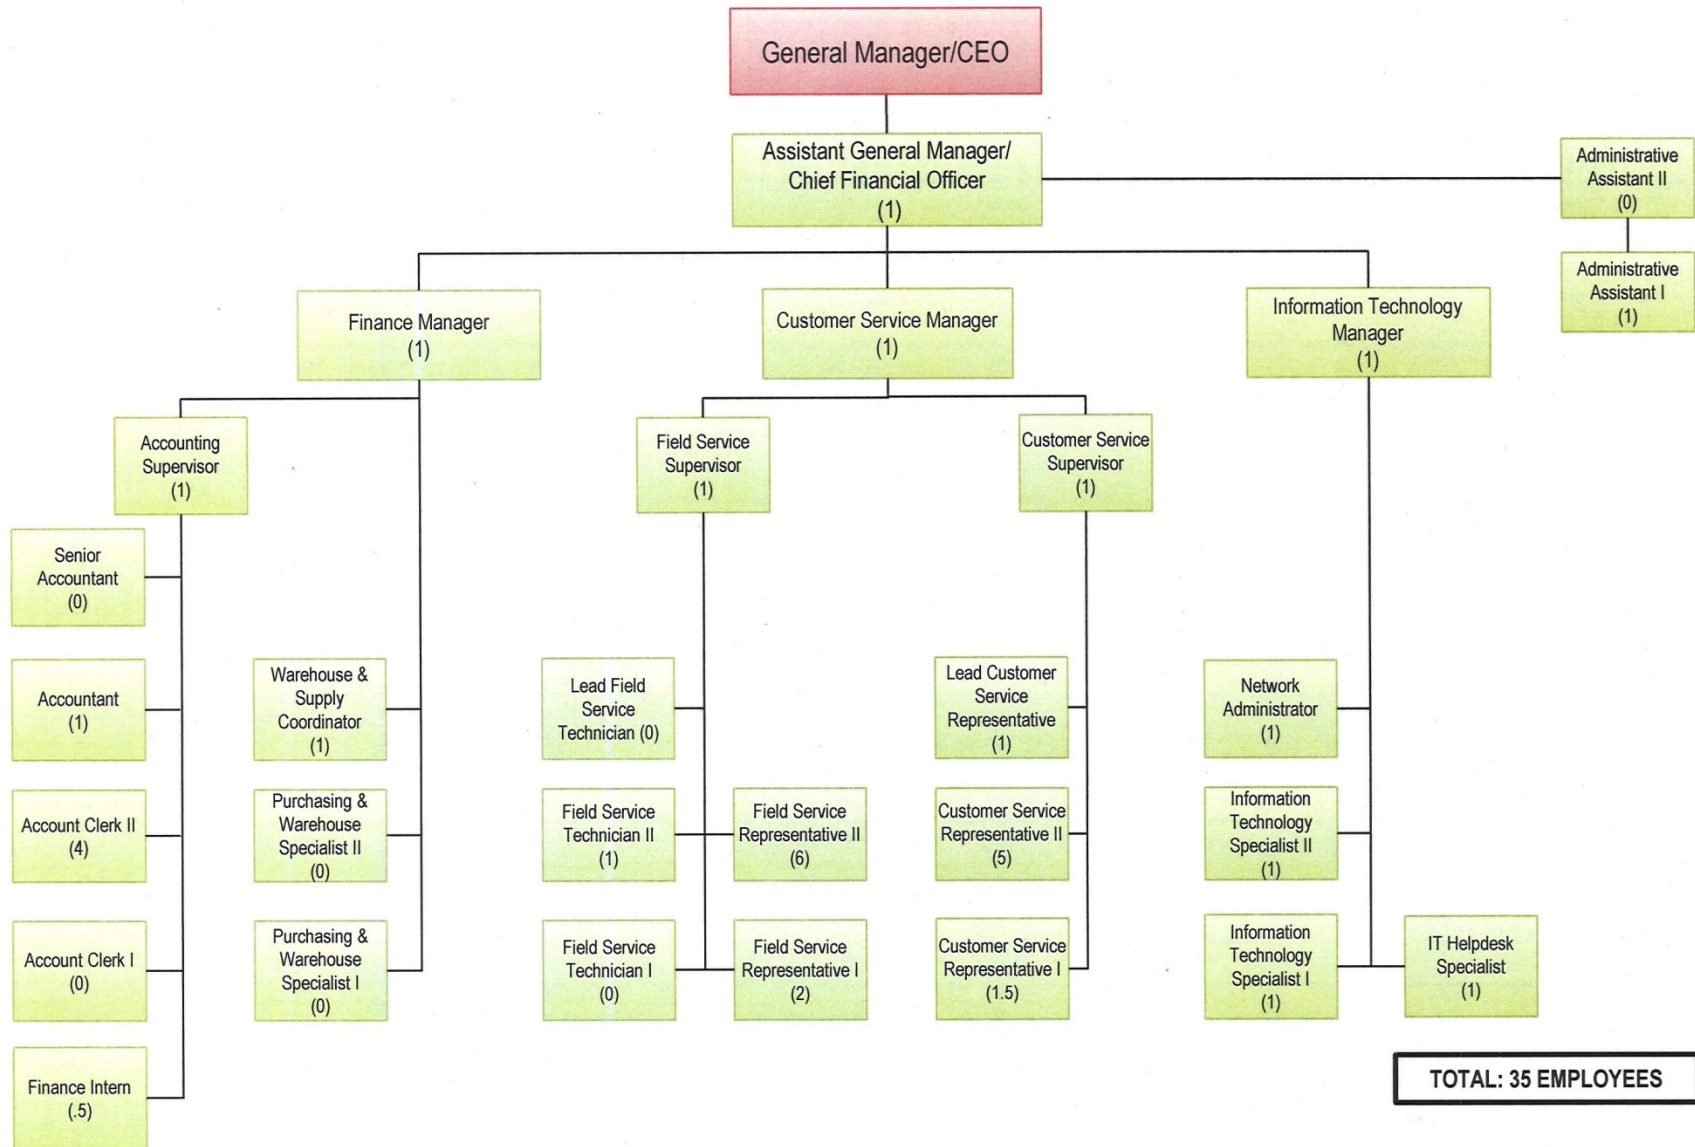 General Manager/CEO
Assistant General Manager/
Chief Financial Officer
(1)
Administrative
Assistant II
(0)
Administrative
Assistant I
(1)
Finance Manager
(1)
Customer Service Manager
(1)
Information Technology
Manager
(1)
Accounting
Supervisor
(1)
Field Service
Supervisor
(1)
Customer Service
Supervisor
(1)
Senior
Accountant
(0)
Accountant
(1)
Warehouse &
Supply
Coordinator
(1)
Lead Field
Service
Technician (0)
Lead Customer
Service
Representative
(1)
Network
Administrator
(1)
Account Clerk II
(4)
Purchasing &
Warehouse
Specialist II
(0)
Field Service
Technician II
(1)
Field Service
Representative II
(6)
Customer Service
Representative II
(5)
Information
Technology
Specialist II
(1)
Account Clerk I
(0)
Purchasing &
Warehouse
Specialist I
(0)
Field Service
Technician I
(0)
Field Service
Representative I
(2)
Customer Service
Representative I
(1.5)
Information
Technology
Specialist I
(1)
IT Helpdesk
Specialist
(1)
Finance Intern
(.5)
TOTAL: 35 EMPLOYEES